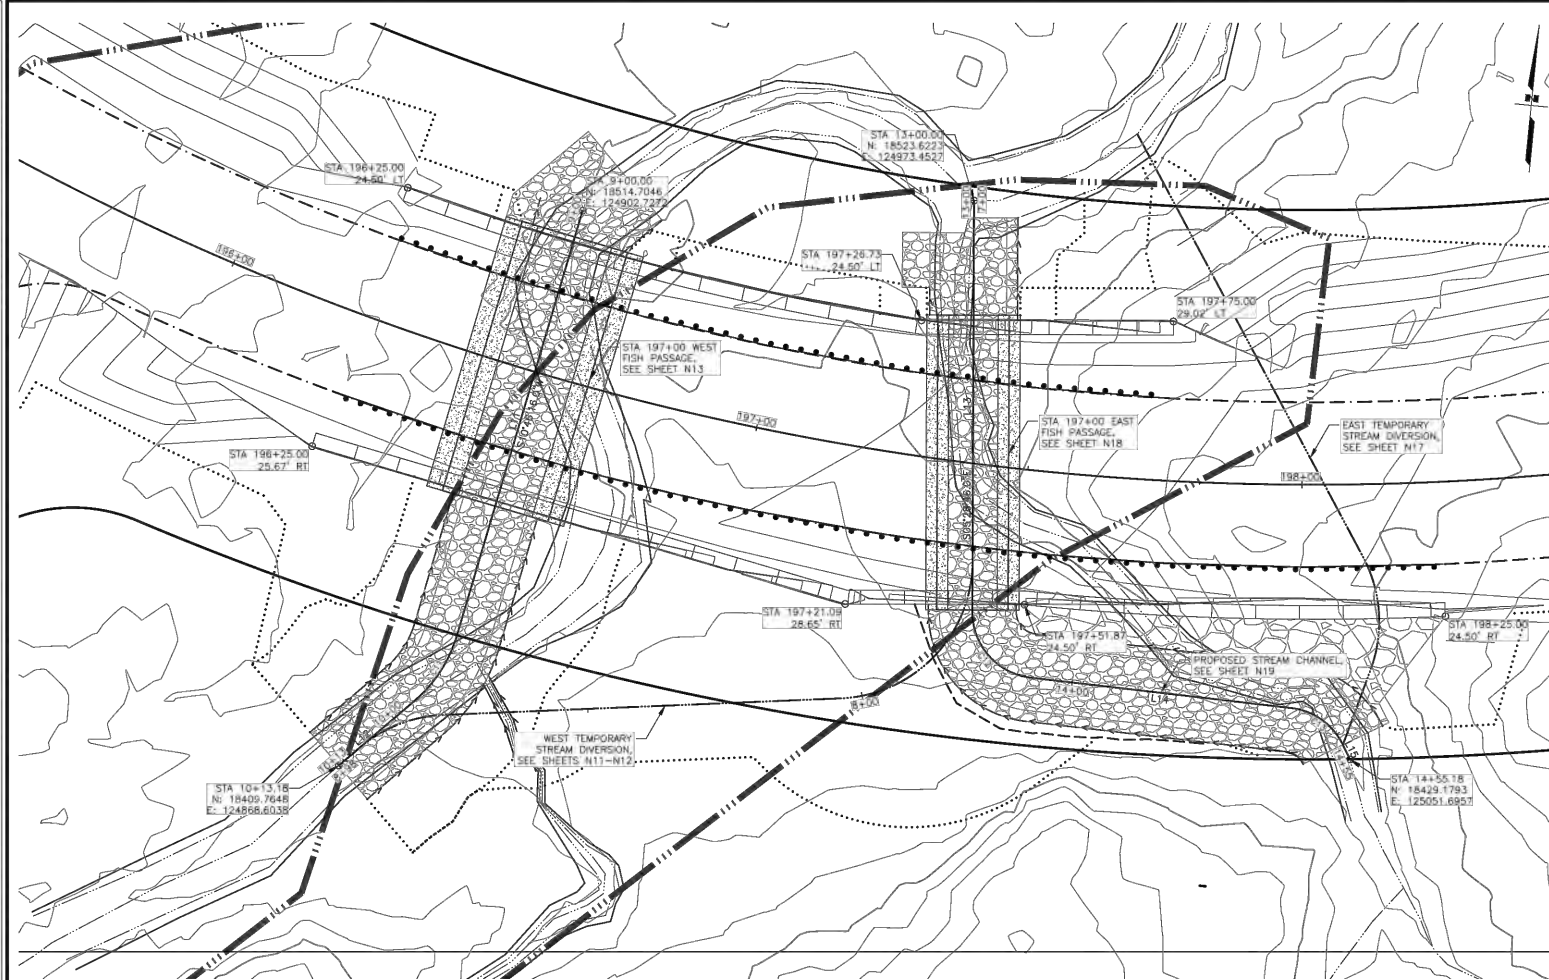 STA 13+00.00
N: 18523.6223
E: 124973.4527
N
STA 196+25.00
24.50' LT
STA 9+00.00
N: 18514.7046
E: 124902.7272
13+00
196+00
STA 197+26.73
24.50' LT
STA 197+75.00
29.02' LT
STA 197+00 WEST
FISH PASSAGE,
SEE SHEET N13
197+00
STA 197+00 EAST
FISH PASSAGE,
SEE SHEET N18
EAST TEMPORARY
STREAM DIVERSION,
SEE SHEET N17
STA 196+25.00
25.67' RT
198+00
STA 197+21.09
28.65' RT
STA 197+51.87
24.50' RT
STA 198+25.00
24.50' RT
PROPOSED STREAM CHANNEL,
SEE SHEET N19
14+00
L14
8+00
WEST TEMPORARY
STREAM DIVERSION,
SEE SHEETS N11-N12
STA 10+13.18
N: 18409.7648
E: 124868.6038
STA 14+55.18
N: 18429.1793
E: 125051.6957